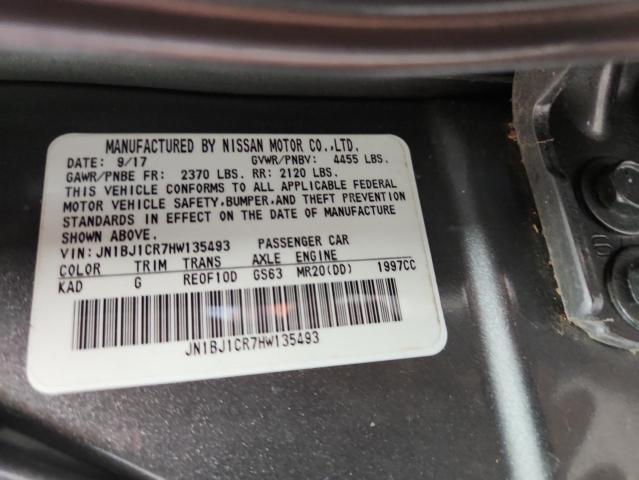 MANUFACTURED BY NISSAN MOTOR CO.,LTD.
DATE: 9/17 GVWR/PNBV: 4455 LBS.
GAWR/PNBE FR: 2370 LBS. RR: 2120 LBS.
THIS VEHICLE CONFORMS TO ALL APPLICABLE FEDERAL
MOTOR VEHICLE SAFETY,BUMPER,AND THEFT PREVENTION
STANDARDS IN EFFECT ON THE DATE OF MANUFACTURE
SHOWN ABOVE.
VIN: JN1BJ1CR7HW135493 PASSENGER CAR
COLOR TRIM TRANS AXLE ENGINE
KAD G REOF10D GS63 MR20(DD) 1997CC
JN1BJ1CR7HW135493